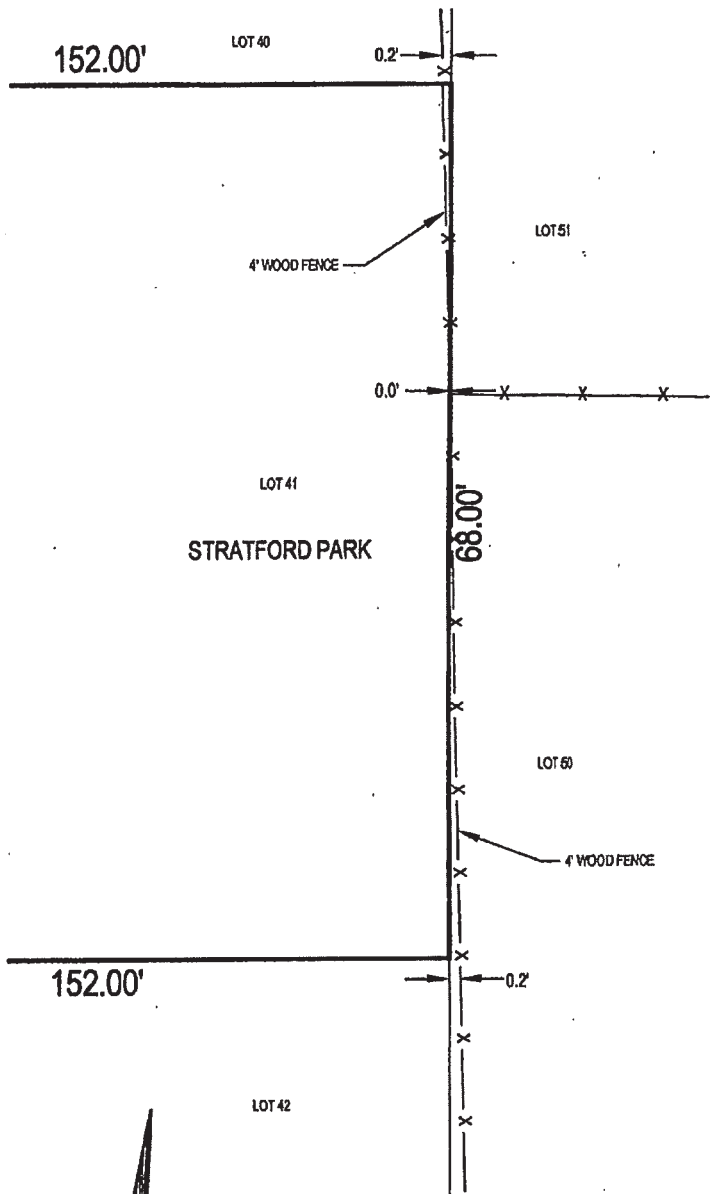 LOT 40
0.2'
152.00'
LOT 51
4' WOOD FENCE
0.0'
LOT 41
68.00'
STRATFORD PARK
LOT 50
4' WOOD FENCE
152.00'
0.2'
LOT 42